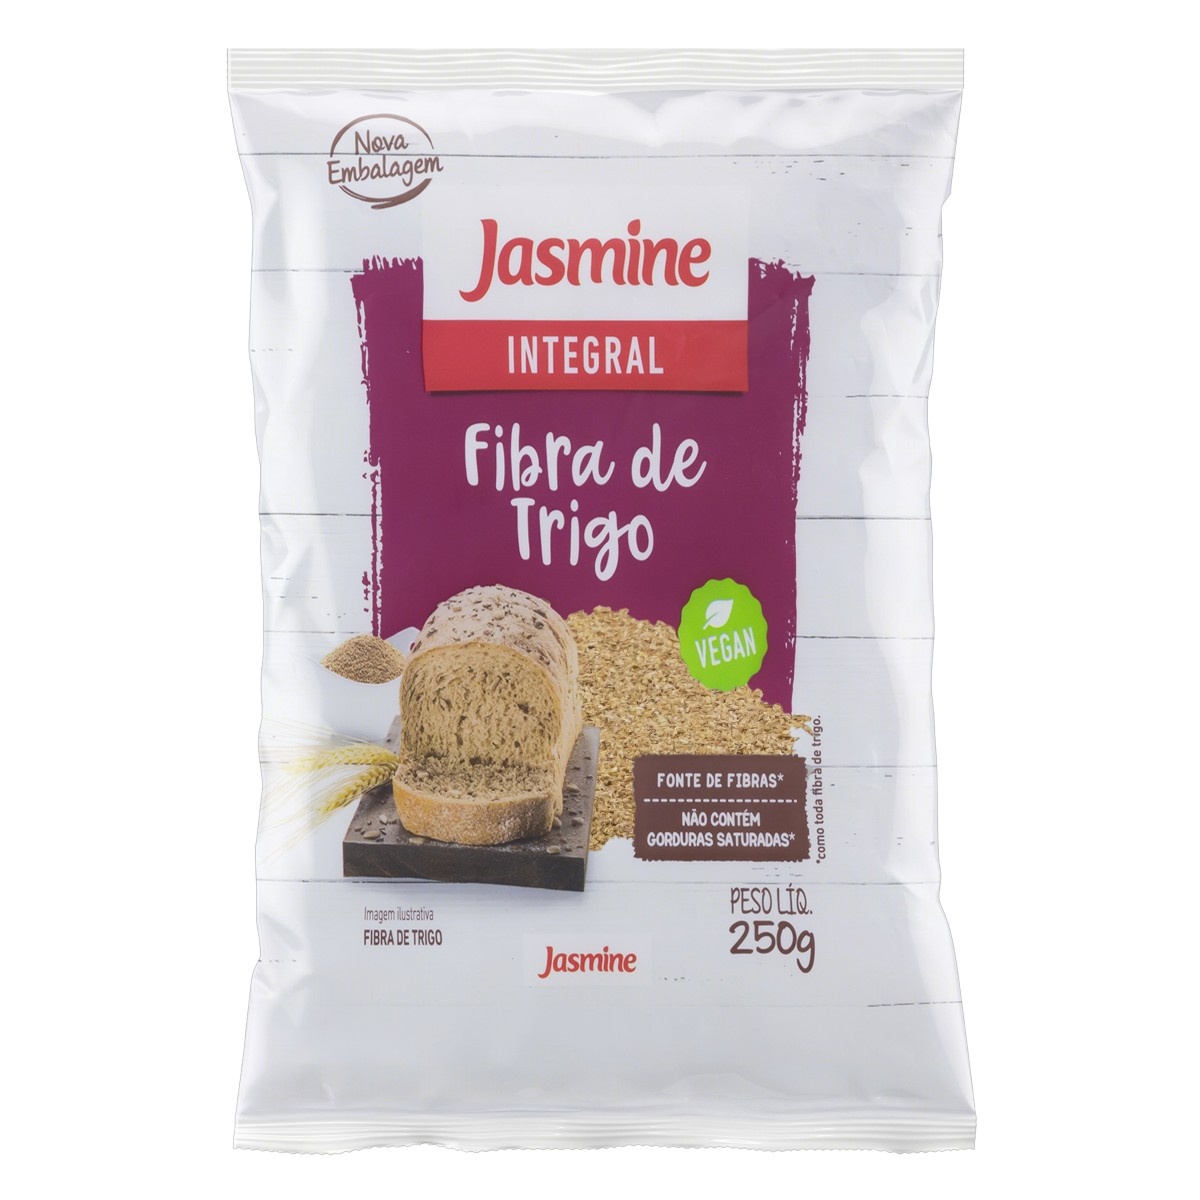 Nova
Embalagem
Jasmine
INTEGRAL
Fibra de
Trigo
VEGAN
FONTE DE FIBRAS*
NÃO CONTÉM
GORDURAS SATURADAS*
*como toda fibra de trigo.
PESO LÍQ.
250g
Imagem ilustrativa
FIBRA DE TRIGO
Jasmine